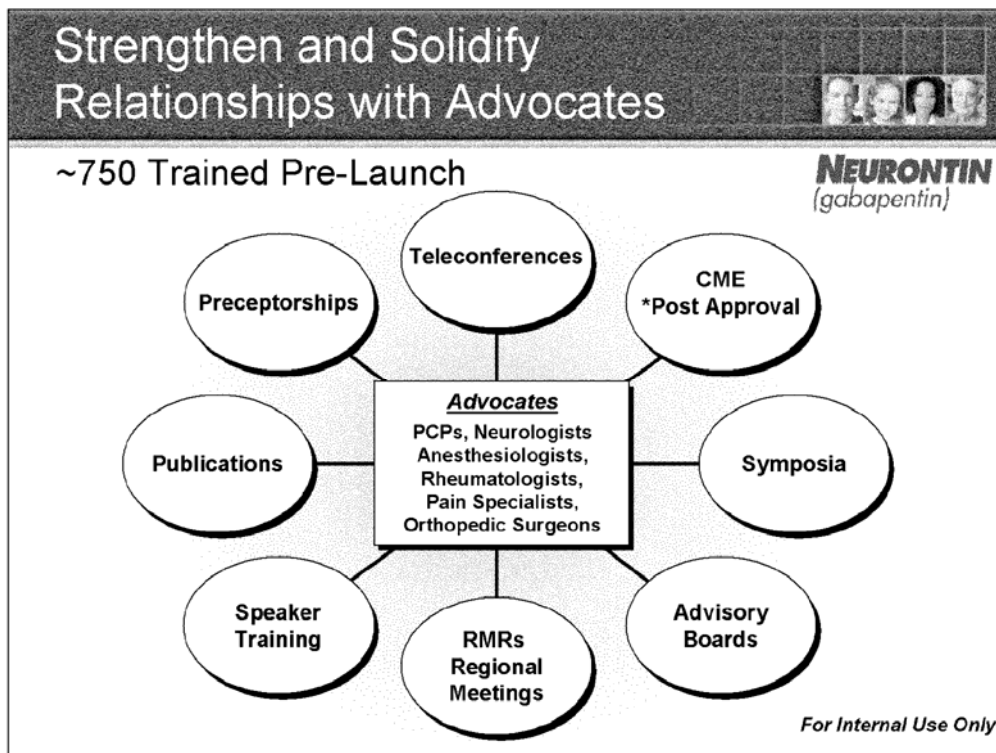 Strengthen and Solidify
Relationships with Advocates
~750 Trained Pre-Launch
NEURONTIN
(gabapentin)
Teleconferences
Preceptorships
CME
*Post Approval
Advocates
PCPs, Neurologists
Anesthesiologists,
Rheumatologists,
Pain Specialists,
Orthopedic Surgeons
Publications
Symposia
Speaker
Training
RMRs
Regional
Meetings
Advisory
Boards
For Internal Use Only